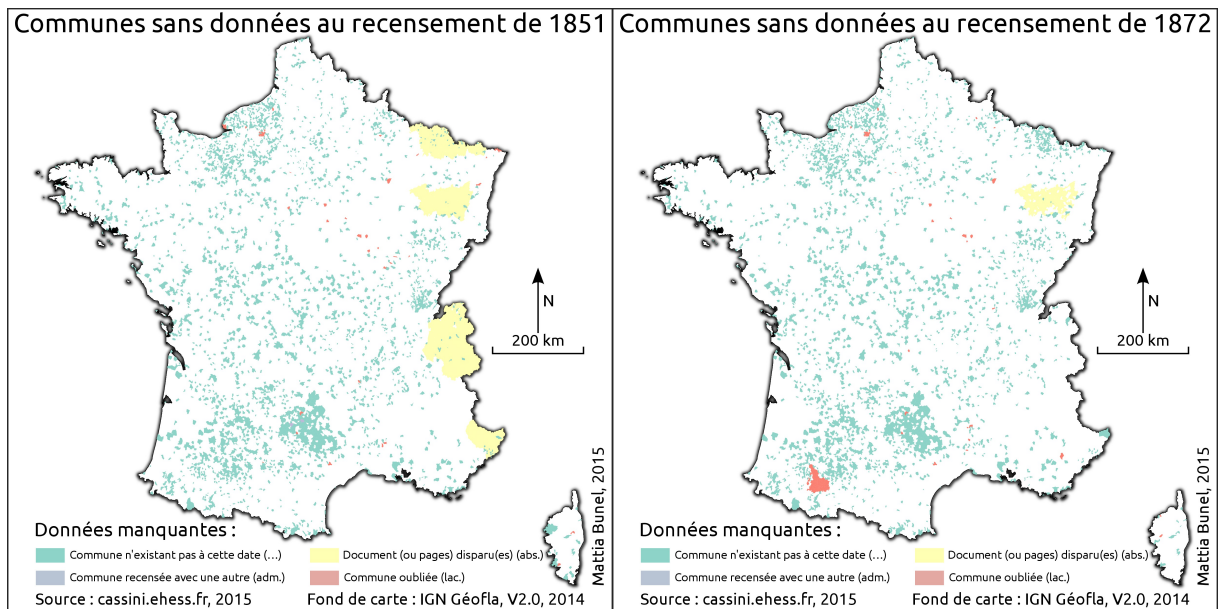 Communes sans données au recensement de 1851
N
200 km
Mattia Bunel, 2015
Données manquantes :
Commune n'existant pas à cette date (...)
Document (ou pages) disparu(es) (abs.)
Commune recensée avec une autre (adm.)
Commune oubliée (lac.)
Source : cassini.ehess.fr, 2015
Fond de carte : IGN Géofla, V2.0, 2014
Communes sans données au recensement de 1872
N
200 km
Mattia Bunel, 2015
Données manquantes :
Commune n'existant pas à cette date (...)
Document (ou pages) disparu(es) (abs.)
Commune recensée avec une autre (adm.)
Commune oubliée (lac.)
Source : cassini.ehess.fr, 2015
Fond de carte : IGN Géofla, V2.0, 2014